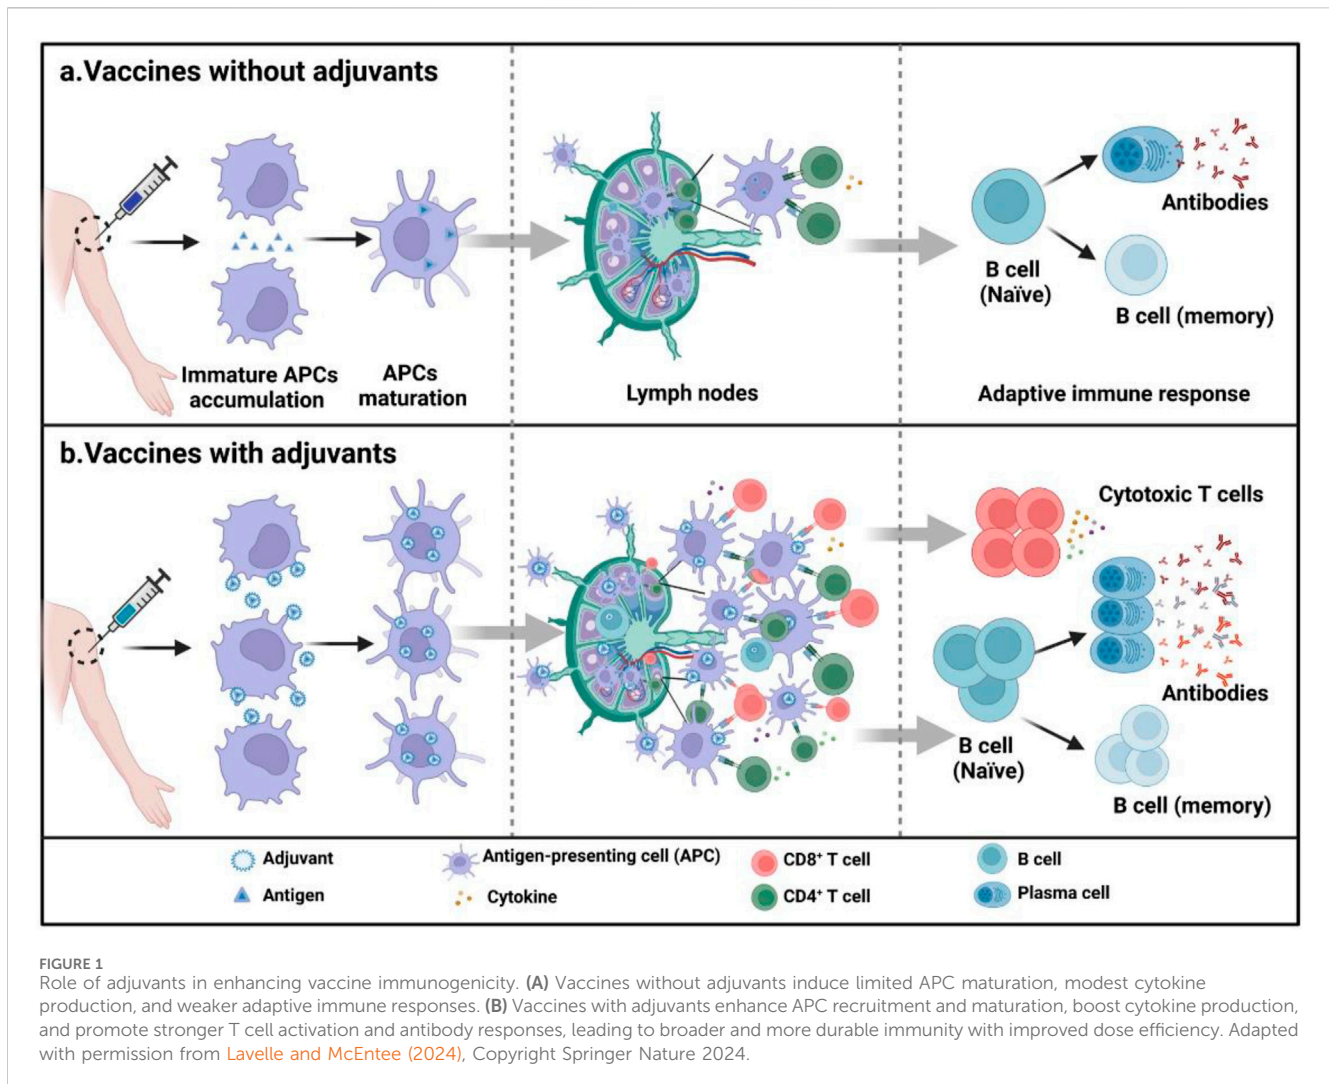 a.Vaccines without adjuvants
Immature APCs
accumulation
APCs
maturation
Lymph nodes
B cell
(Naïve)
Antibodies
B cell (memory)
Adaptive immune response
b.Vaccines with adjuvants
Cytotoxic T cells
Antibodies
B cell
(Naïve)
B cell (memory)
Adjuvant
Antigen-presenting cell (APC)
CD8⁺ T cell
B cell
Antigen
Cytokine
CD4⁺ T cell
Plasma cell
FIGURE 1
Role of adjuvants in enhancing vaccine immunogenicity. (A) Vaccines without adjuvants induce limited APC maturation, modest cytokine
production, and weaker adaptive immune responses. (B) Vaccines with adjuvants enhance APC recruitment and maturation, boost cytokine production,
and promote stronger T cell activation and antibody responses, leading to broader and more durable immunity with improved dose efficiency. Adapted
with permission from Lavelle and McEntee (2024), Copyright Springer Nature 2024.